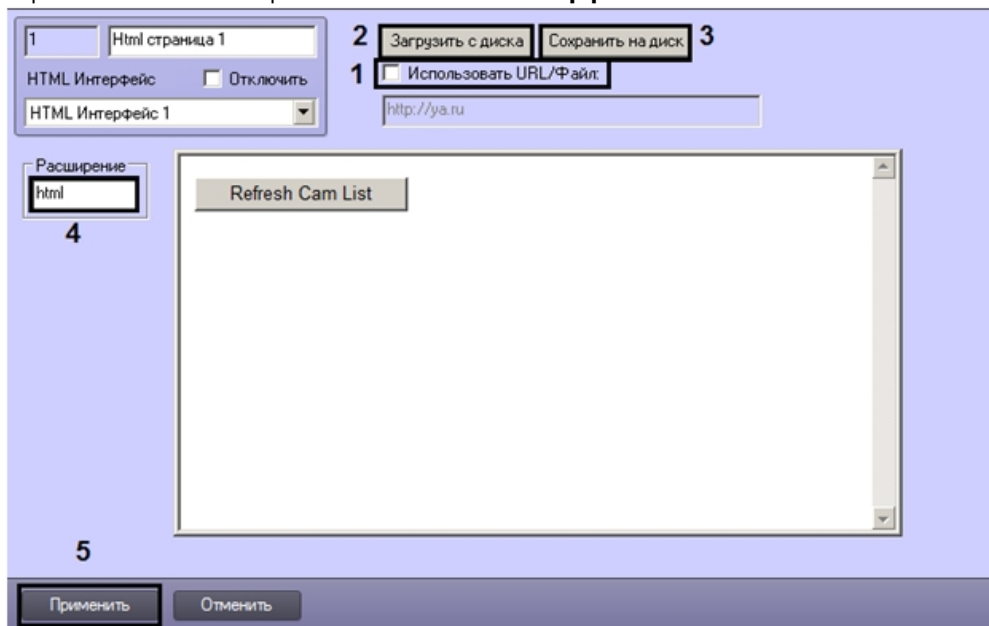 1 Html страница 1
2 Загрузить с диска Сохранить на диск 3
HTML Интерфейс Отключить
1 Использовать URL/Файл:
HTML Интерфейс 1
http://ya.ru
Расширение
html
4
Refresh Cam List
5
Применить Отменить